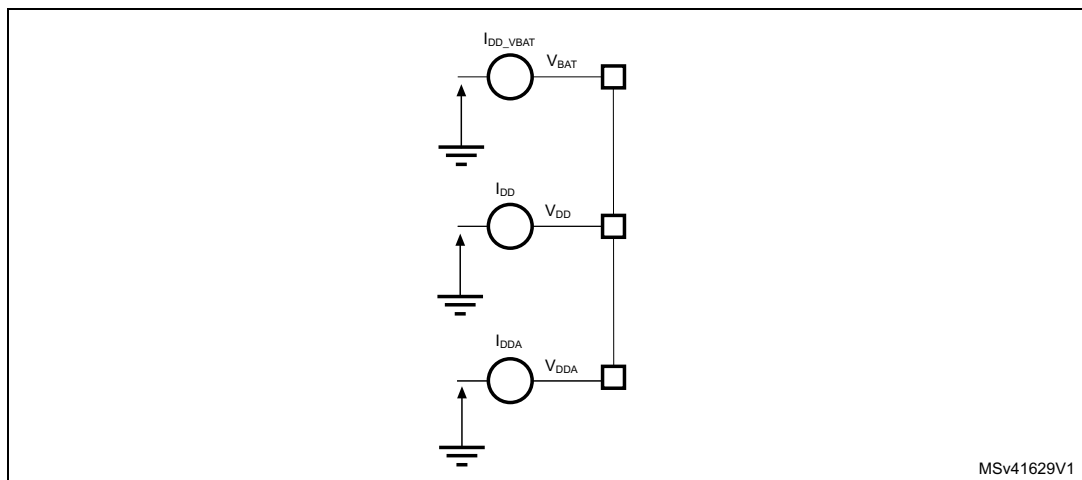 I_DD_VBAT
V_BAT
I_DD
V_DD
I_DDA
V_DDA
MSv41629V1